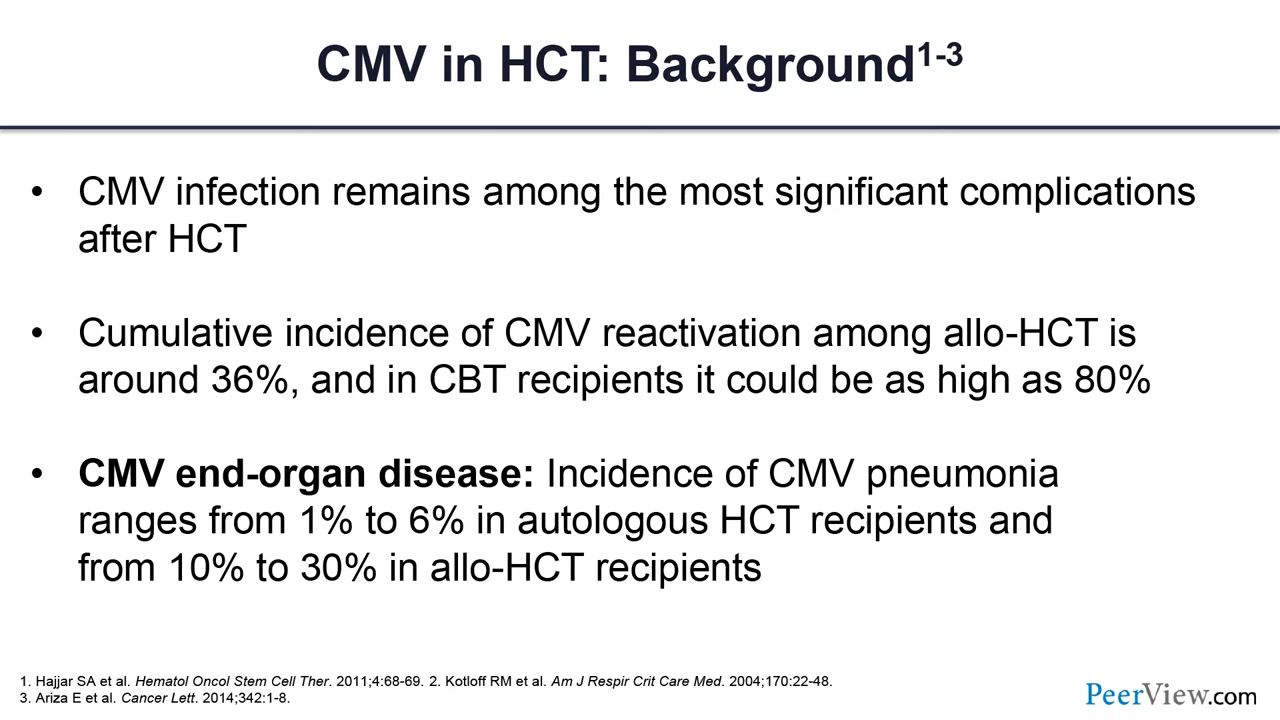 CMV in HCT: Background1-3
• CMV infection remains among the most significant complications
after HCT
• Cumulative incidence of CMV reactivation among allo-HCT is
around 36%, and in CBT recipients it could be as high as 80%
• CMV end-organ disease: Incidence of CMV pneumonia
ranges from 1% to 6% in autologous HCT recipients and
from 10% to 30% in allo-HCT recipients
1. Hajjar SA et al. Hematol Oncol Stem Cell Ther. 2011;4:68-69. 2. Kotloff RM et al. Am J Respir Crit Care Med. 2004;170:22-48.
3. Ariza E et al. Cancer Lett. 2014;342:1-8.
PeerView.com